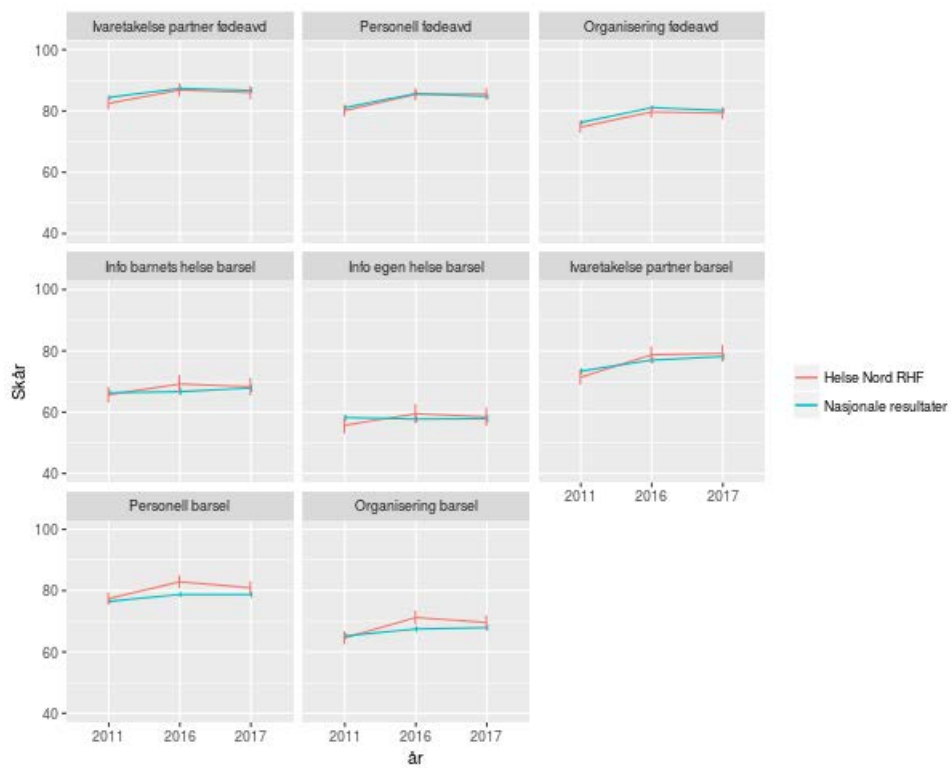 Ivaretakelse partner fødeavd
Personell fødeavd
Organisering fødeavd
100
80
60
40
Info barnets helse barsel
Info egen helse barsel
Ivaretakelse partner barsel
100
80
60
40
Skår
2011 2016 2017
Helse Nord RHF
Nasjonale resultater
Personell barsel
Organisering barsel
100
80
60
40
2011 2016 2017
2011 2016 2017
år